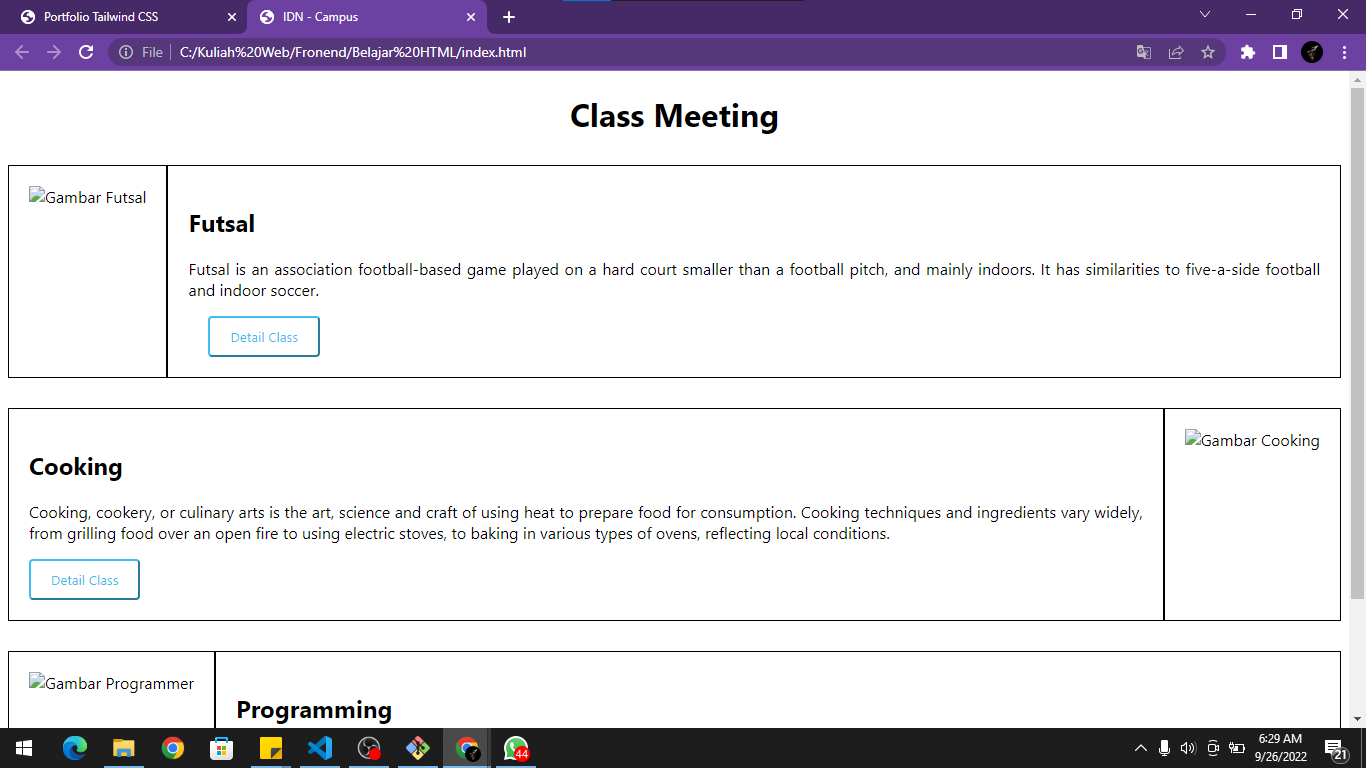 Portfolio Tailwind CSS
IDN - Campus
File
C:/Kuliah%20Web/Fronend/Belajar%20HTML/index.html
Class Meeting
Gambar Futsal
Futsal
Futsal is an association football-based game played on a hard court smaller than a football pitch, and mainly indoors. It has similarities to five-a-side football
and indoor soccer.
Detail Class
Cooking
Cooking, cookery, or culinary arts is the art, science and craft of using heat to prepare food for consumption. Cooking techniques and ingredients vary widely,
from grilling food over an open fire to using electric stoves, to baking in various types of ovens, reflecting local conditions.
Detail Class
Gambar Cooking
Gambar Programmer
Programming
44
6:29 AM
9/26/2022
21